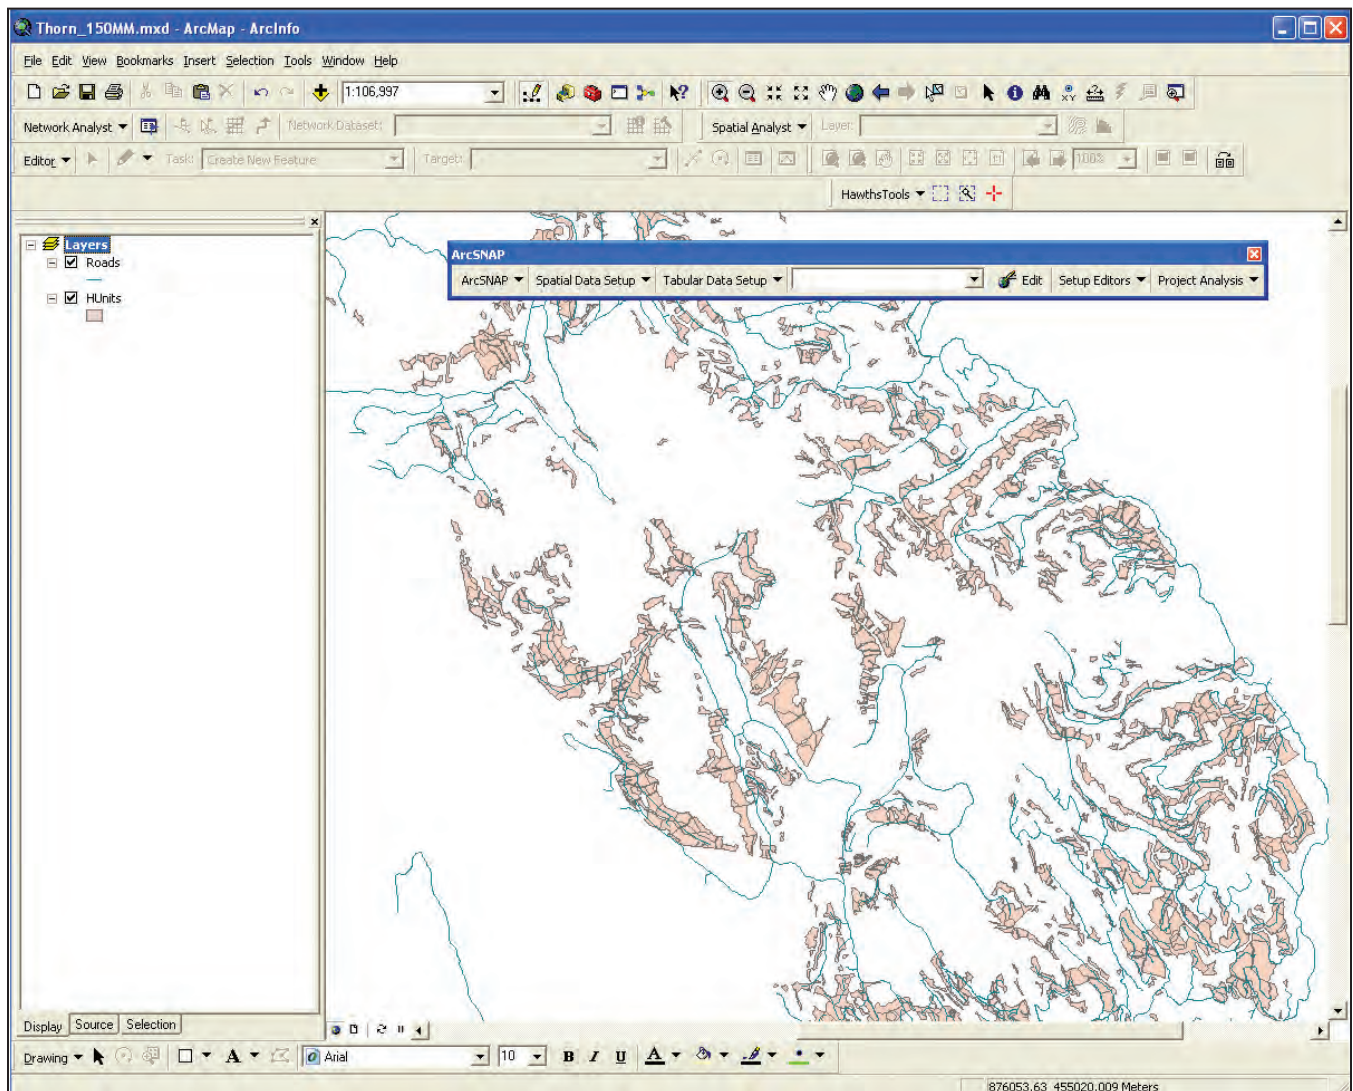 Thorn_150MM.mxd - ArcMap - ArcInfo
File Edit View Bookmarks Insert Selection Tools Window Help
1:106,997
Network Analyst Network Dataset: Spatial Analyst Layer:
Editor Task: Create New Feature Target: 100%
HawthsTools
Layers
Roads
HUnits
ArcSNAP
ArcSNAP Spatial Data Setup Tabular Data Setup Edit Setup Editors Project Analysis
Display Source Selection
Drawing A Arial 10 B I U A
876053.63 455020.009 Meters